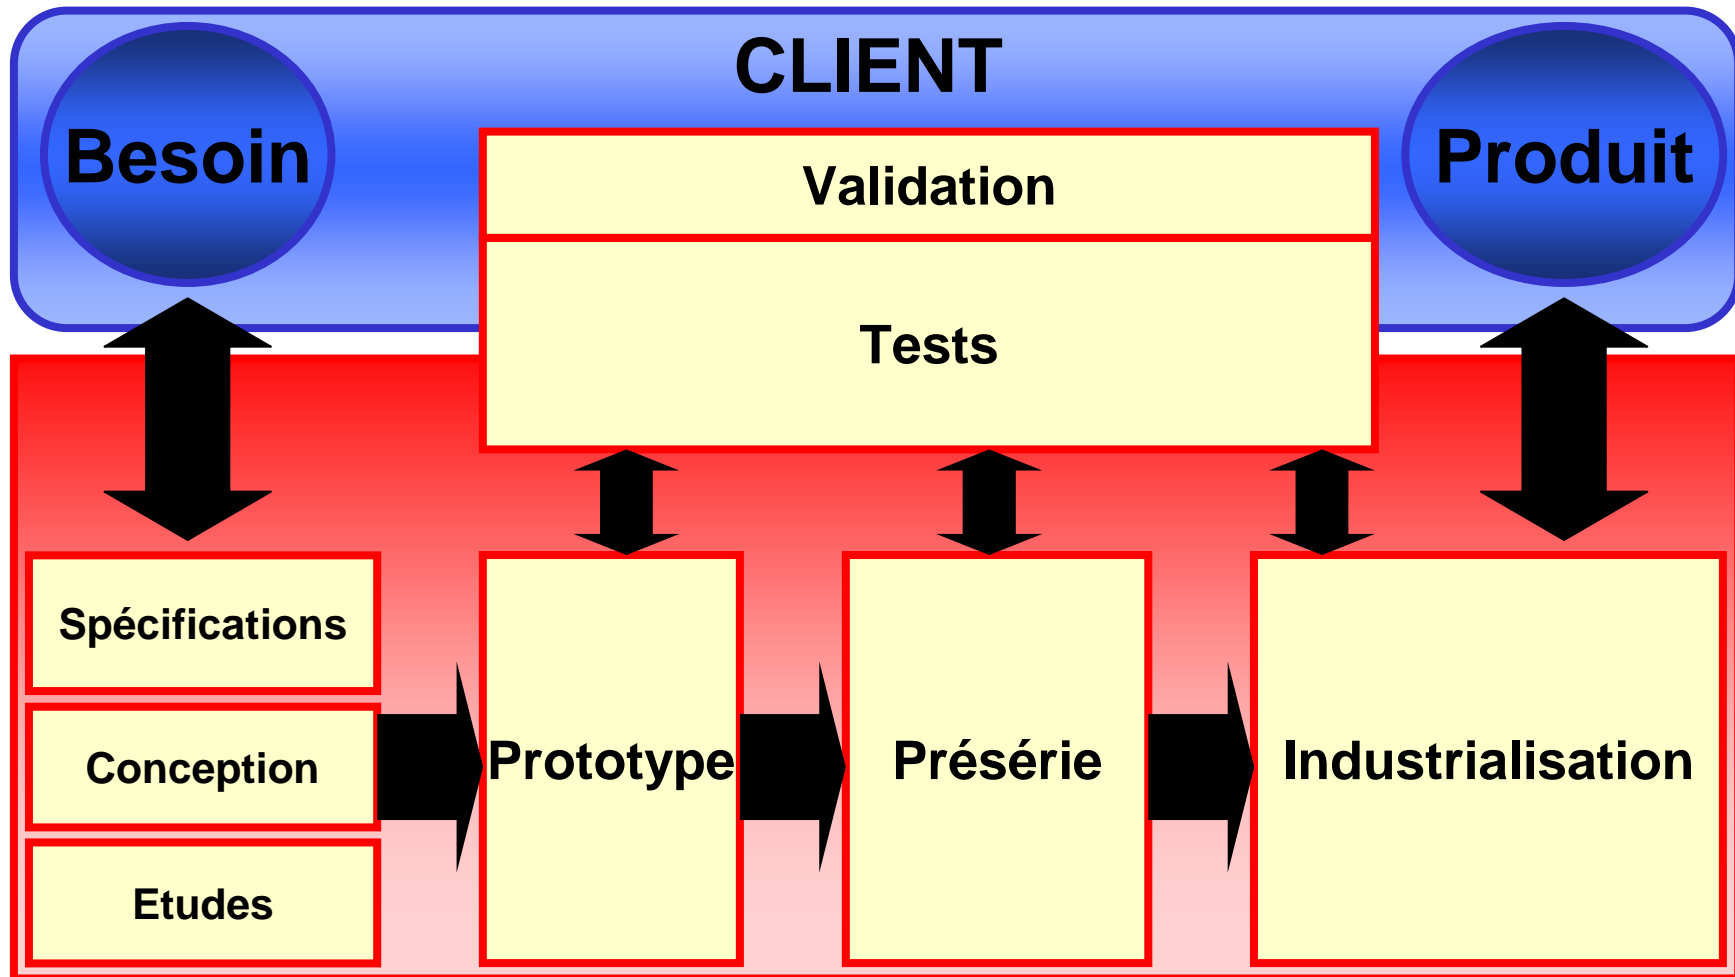 CLIENT
Besoin
Produit
Validation
Tests
Spécifications
Conception
Etudes
Prototype
Présérie
Industrialisation